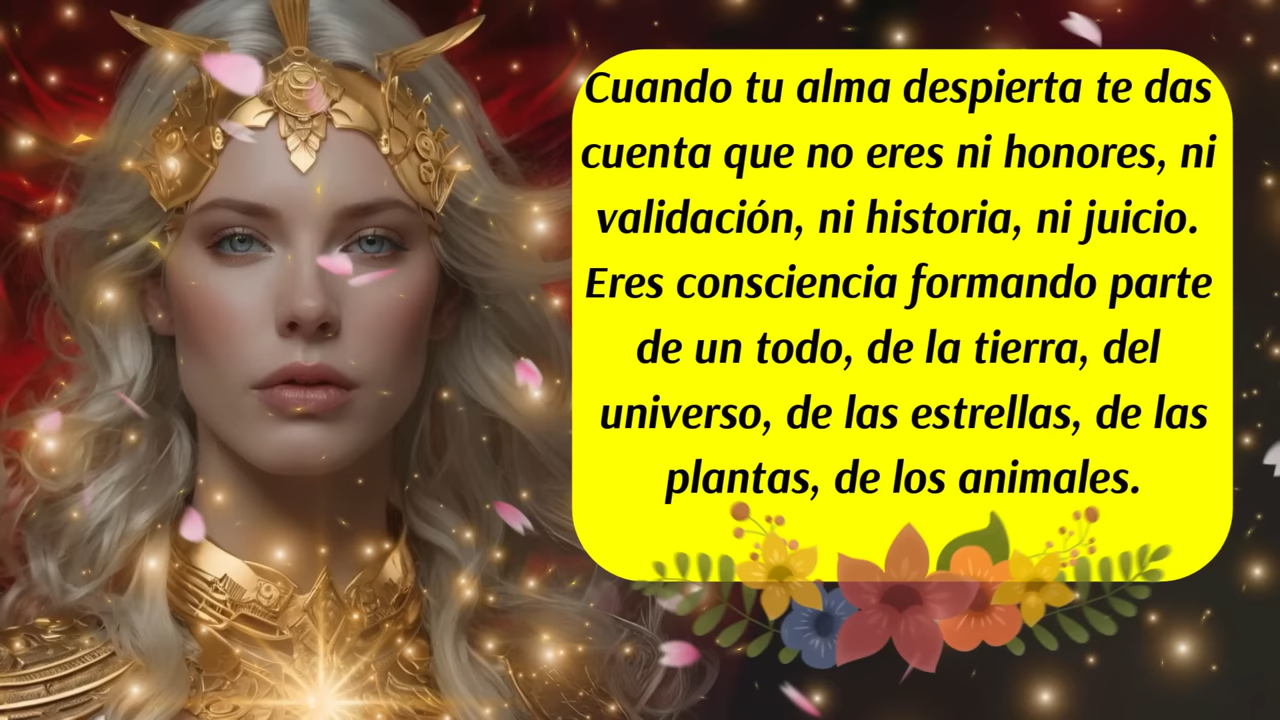 Cuando tu alma despierta te das
cuenta que no eres ni honores, ni
validación, ni historia, ni juicio.
Eres consciencia formando parte
de un todo, de la tierra, del
universo, de las estrellas, de las
plantas, de los animales.